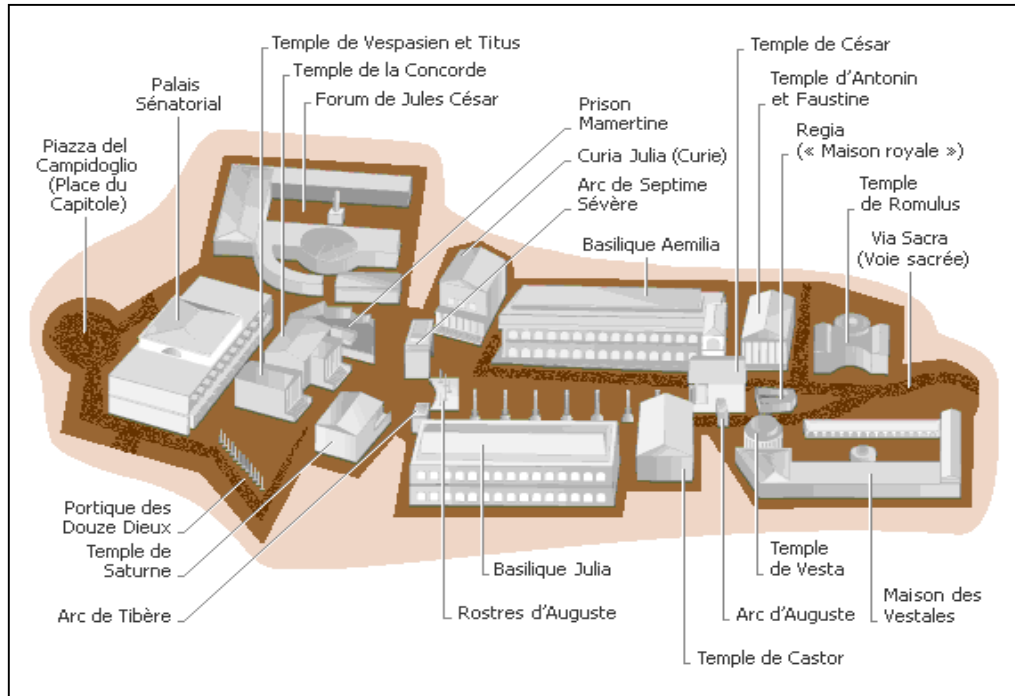 Temple de Vespasien et Titus
Temple de la Concorde
Forum de Jules César
Palais
Sénatorial
Piazza del
Campidoglio
(Place du
Capitole)
Prison
Mamertine
Curia Julia (Curie)
Arc de Septime
Sévère
Basilique Aemilia
Temple de César
Temple d'Antonin
et Faustine
Regia
(« Maison royale »)
Temple
de Romulus
Via Sacra
(Voie sacrée)
Portique des
Douze Dieux
Temple de
Saturne
Arc de Tibère
Basilique Julia
Rostres d'Auguste
Temple
de Vesta
Arc d'Auguste
Maison des
Vestales
Temple de Castor